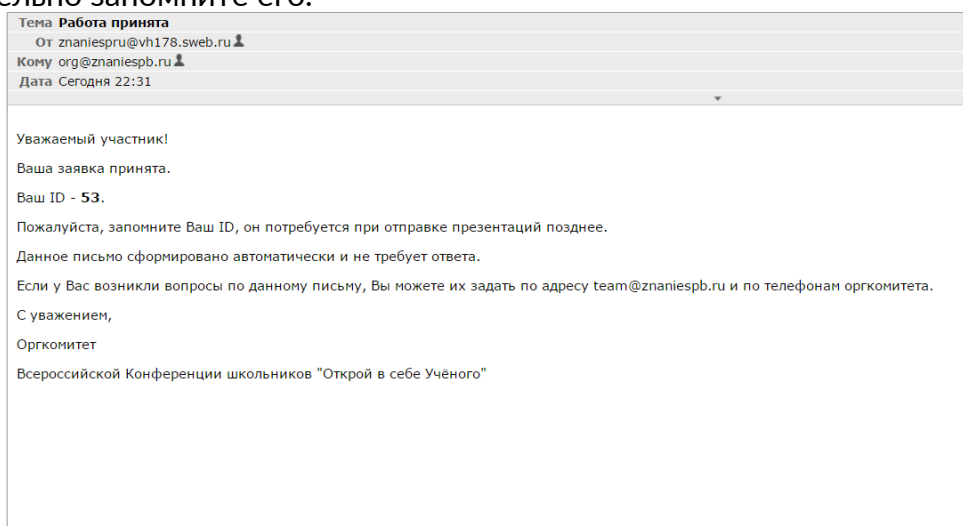 запомните его.
Тема Работа принята
От znaniespru@vh178.sweb.ru
Кому org@znaniespb.ru
Дата Сегодня 22:31
Уважаемый участник!
Ваша заявка принята.
Ваш ID - 53.
Пожалуйста, запомните Ваш ID, он потребуется при отправке презентаций позднее.
Данное письмо сформировано автоматически и не требует ответа.
Если у Вас возникли вопросы по данному письму, Вы можете их задать по адресу team@znaniespb.ru и по телефонам оргкомитета.
С уважением,
Оргкомитет
Всероссийской Конференции школьников "Открой в себе Учёного"